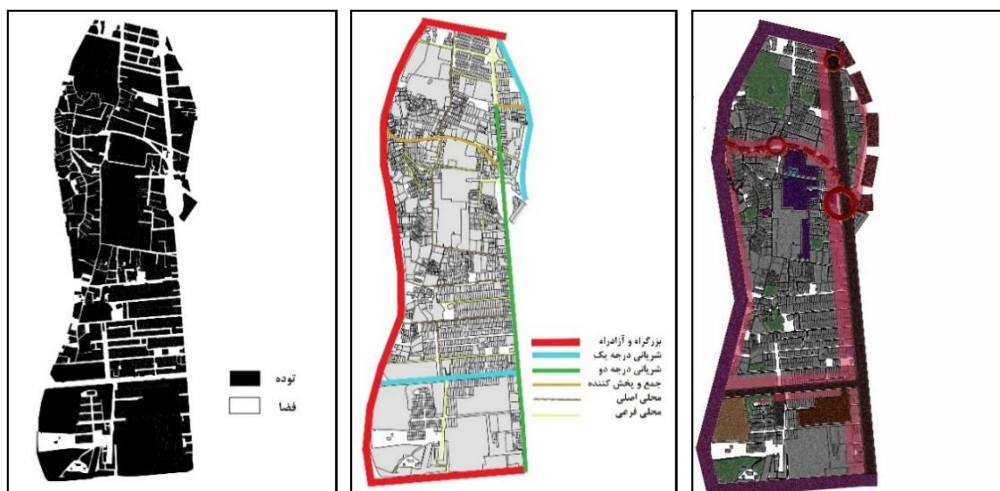 توده
فضا
بزرگراه و آزادراه
شریانی درجه یک
شریانی درجه دو
جمع و پخش کننده
محلی اصلی
محلی فرعی